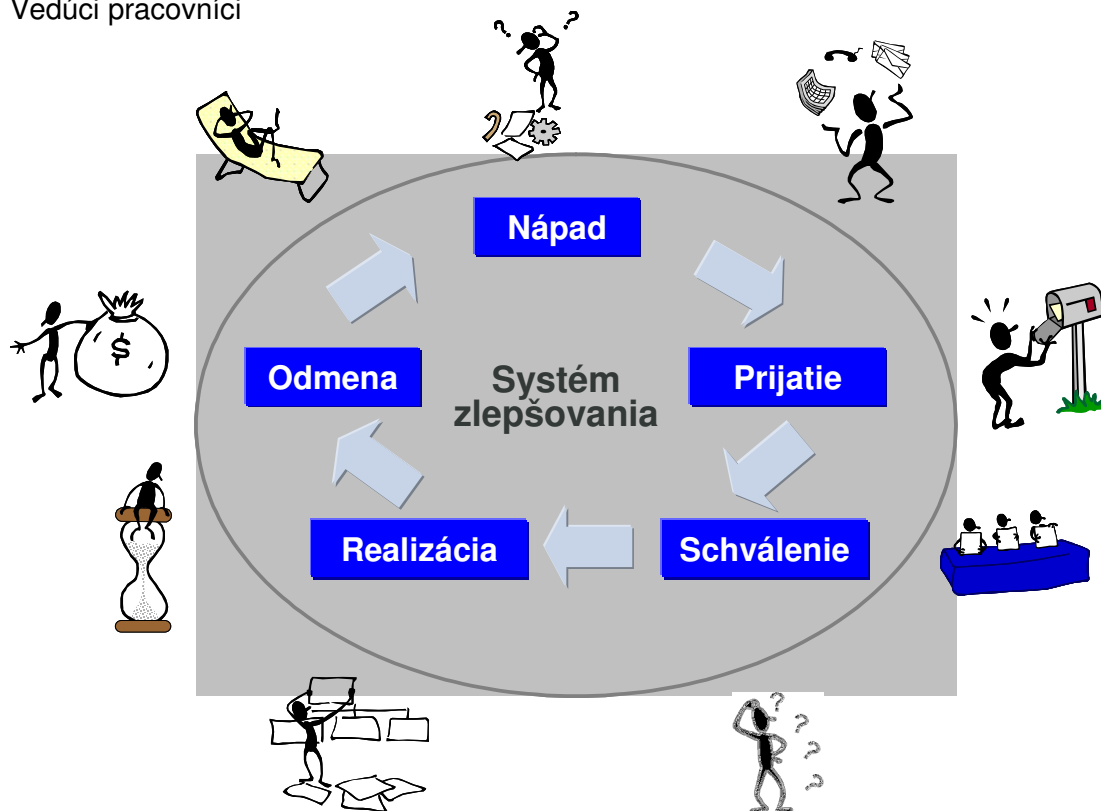 Vedúci pracovníci
Nápad
Odmena
Systém
zlepšovania
Prijatie
Realizácia
Schválenie
$